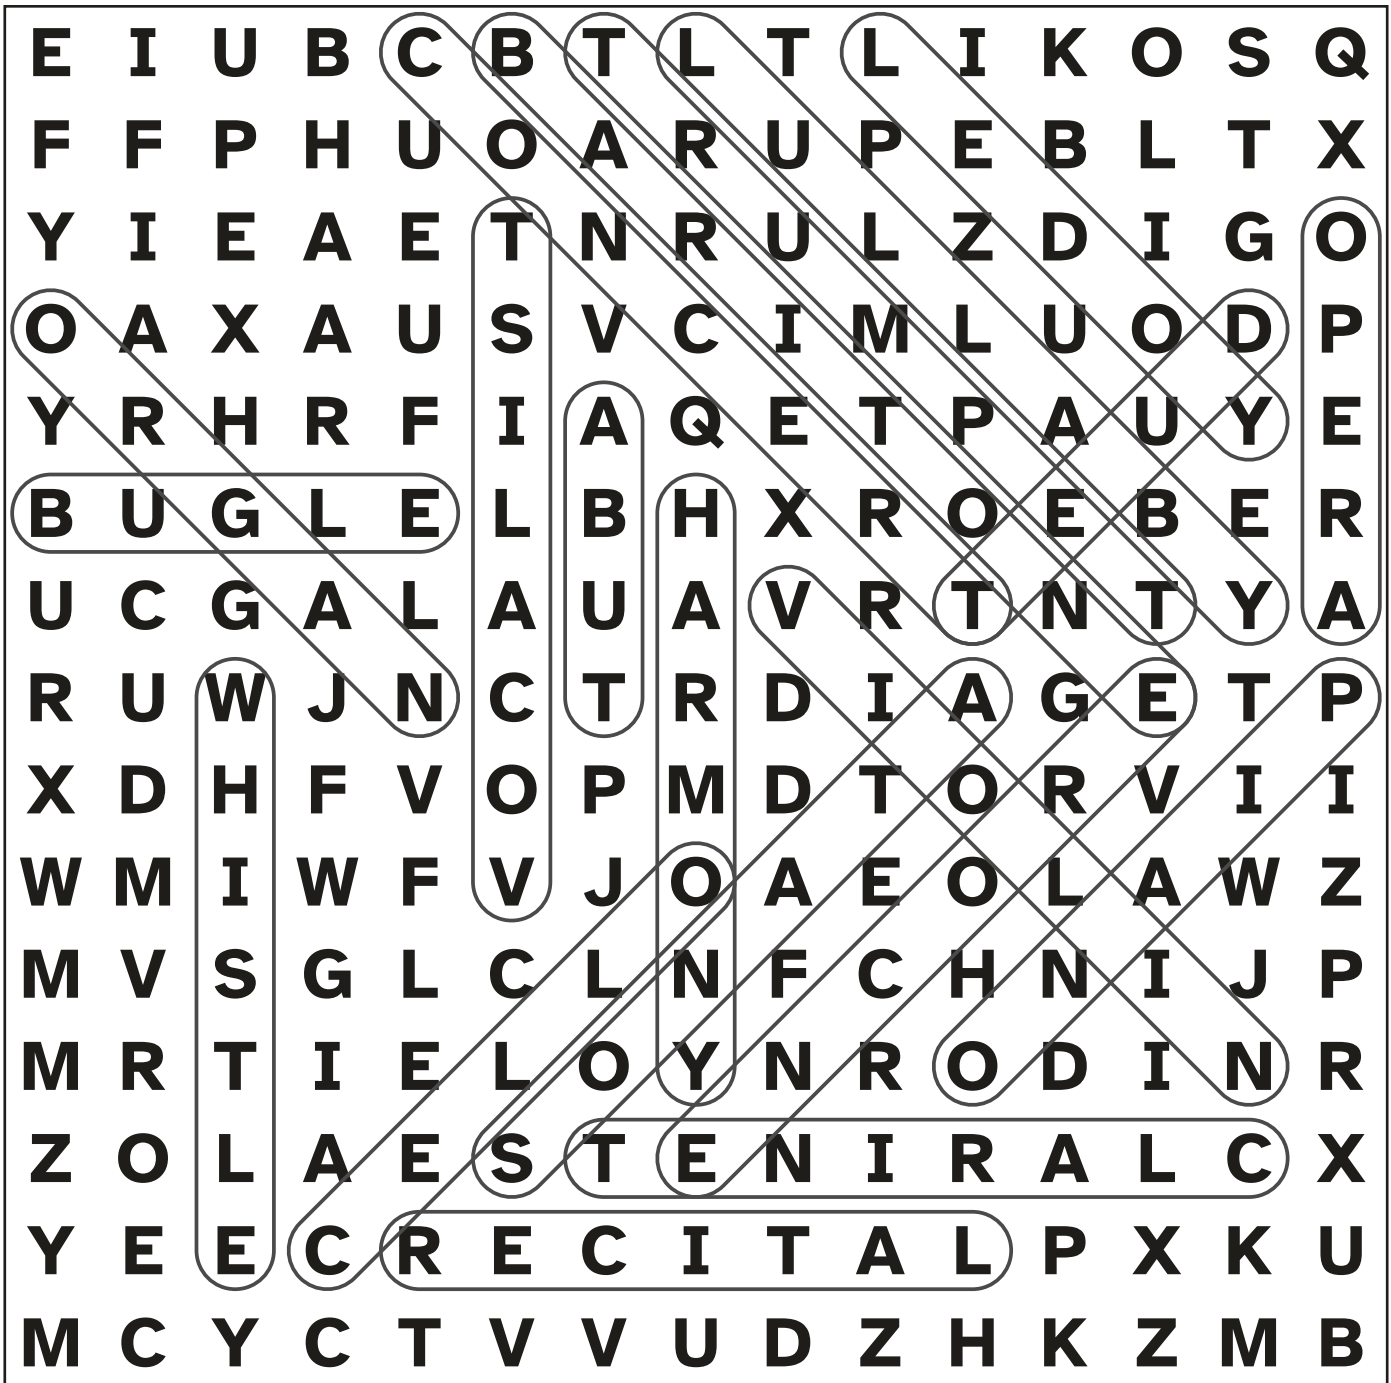 E I U B C B T L T L I K O S Q
F F P H U O A R U P E B L T X
Y I E A E T N R U L Z D I G O
O A X A U S V C I M L U O D P
Y R H R F I A Q E T P A U Y E
B U G L E L B H X R O E B E R
U C G A L A U A V R T N T Y A
R U W J N C T R D I A G E T P
X D H F V O P M D T O R V I I
W M I W F V J O A E O L A W Z
M V S G L C L N F C H N I J P
M R T I E L O Y N R O D I N R
Z O L A E S T E N I R A L C X
Y E E C R E C I T A L P X K U
M C Y C T V V U D Z H K Z M B